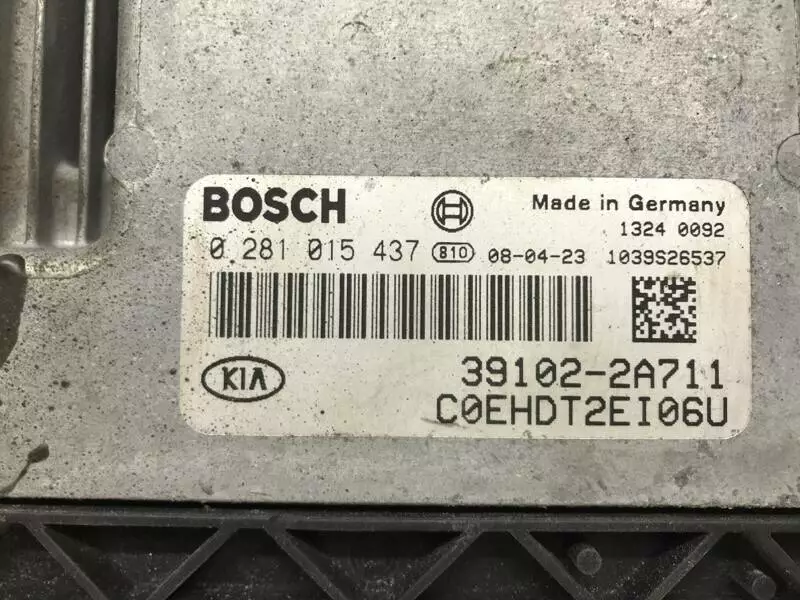 BOSCH Made in Germany
1324 0092
0 281 015 437 810 08-04-23 1039S26537
KIA 39102-2A711
C0EHDT2EI06U